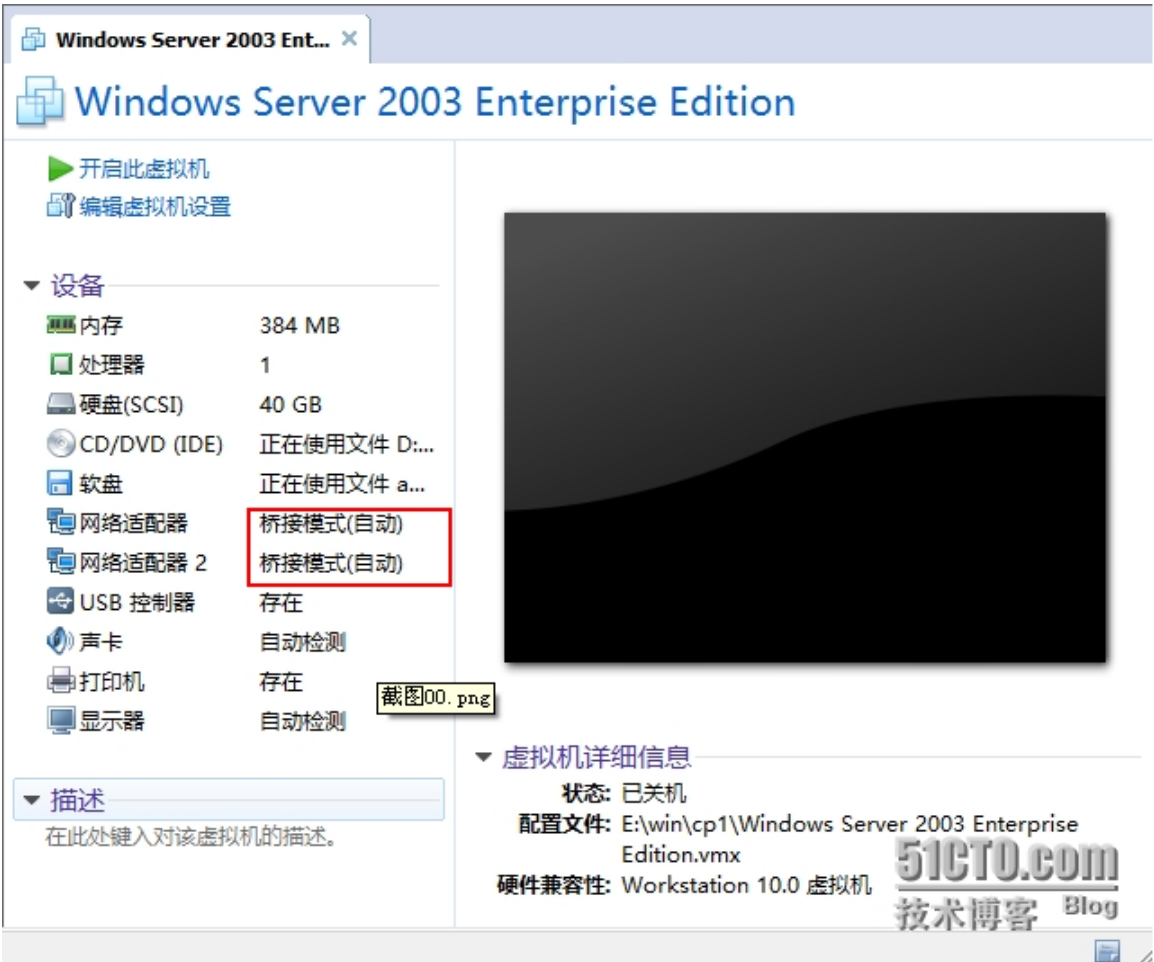 Windows Server 2003 Ent...
Windows Server 2003 Enterprise Edition
开启此虚拟机
编辑虚拟机设置
设备
内存 384 MB
处理器 1
硬盘(SCSI) 40 GB
CD/DVD (IDE) 正在使用文件 D:...
软盘 正在使用文件 a...
网络适配器 桥接模式(自动)
网络适配器 2 桥接模式(自动)
USB 控制器 存在
声卡 自动检测
打印机 存在
截图00.png
显示器 自动检测
描述
在此处键入对该虚拟机的描述。
虚拟机详细信息
状态: 已关机
配置文件: E:\win\cp1\Windows Server 2003 Enterprise
Edition.vmx
硬件兼容性: Workstation 10.0 虚拟机
51CTO.com
技术博客 Blog